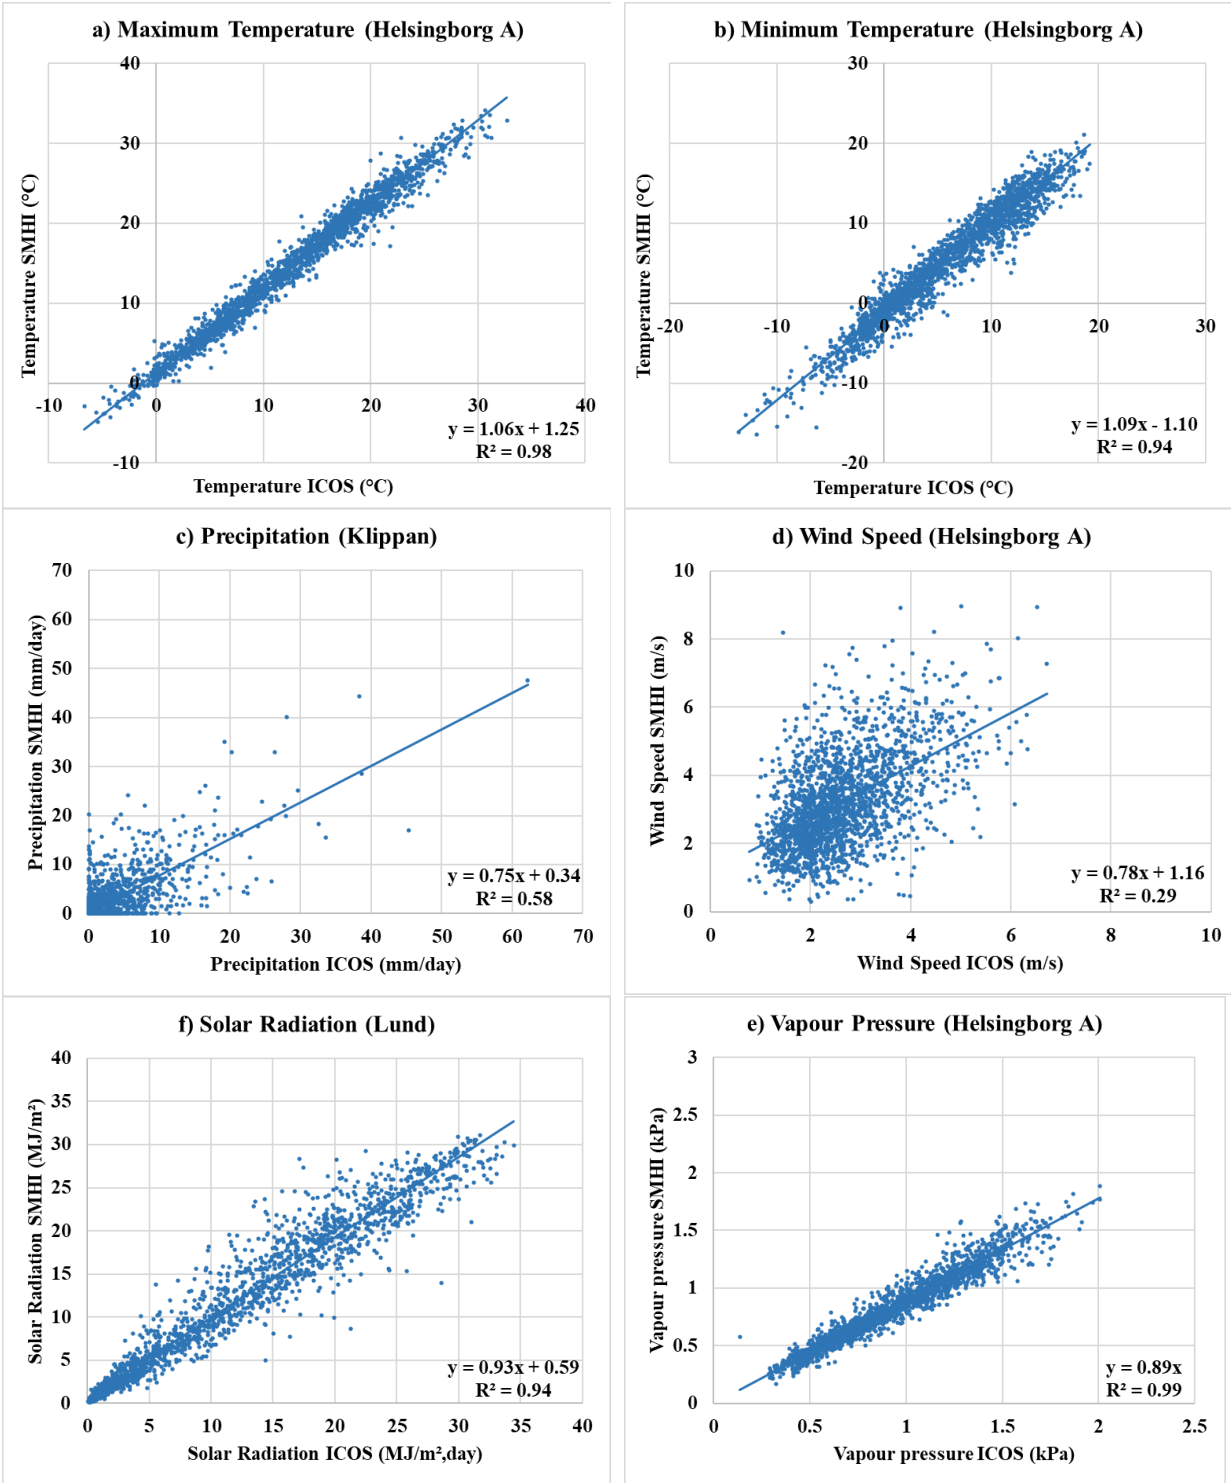 a) Maximum Temperature (Helsingborg A)
40
30
20
10
0
-10
-10
0
10
20
30
40
Temperature SMHI (°C)
Temperature ICOS (°C)
y = 1.06x + 1.25
R² = 0.98
b) Minimum Temperature (Helsingborg A)
30
20
10
0
-10
-20
-20
-10
0
10
20
30
Temperature SMHI (°C)
Temperature ICOS (°C)
y = 1.09x - 1.10
R² = 0.94
c) Precipitation (Klippan)
70
60
50
40
30
20
10
0
0
10
20
30
40
50
60
70
Precipitation SMHI (mm/day)
Precipitation ICOS (mm/day)
y = 0.75x + 0.34
R² = 0.58
d) Wind Speed (Helsingborg A)
10
8
6
4
2
0
0
2
4
6
8
10
Wind Speed SMHI (m/s)
Wind Speed ICOS (m/s)
y = 0.78x + 1.16
R² = 0.29
f) Solar Radiation (Lund)
40
35
30
25
20
15
10
5
0
0
5
10
15
20
25
30
35
40
Solar Radiation SMHI (MJ/m²)
Solar Radiation ICOS (MJ/m²,day)
y = 0.93x + 0.59
R² = 0.94
e) Vapour Pressure (Helsingborg A)
3
2.5
2
1.5
1
0.5
0
0
0.5
1
1.5
2
2.5
Vapour pressure SMHI (kPa)
Vapour pressure ICOS (kPa)
y = 0.89x
R² = 0.99